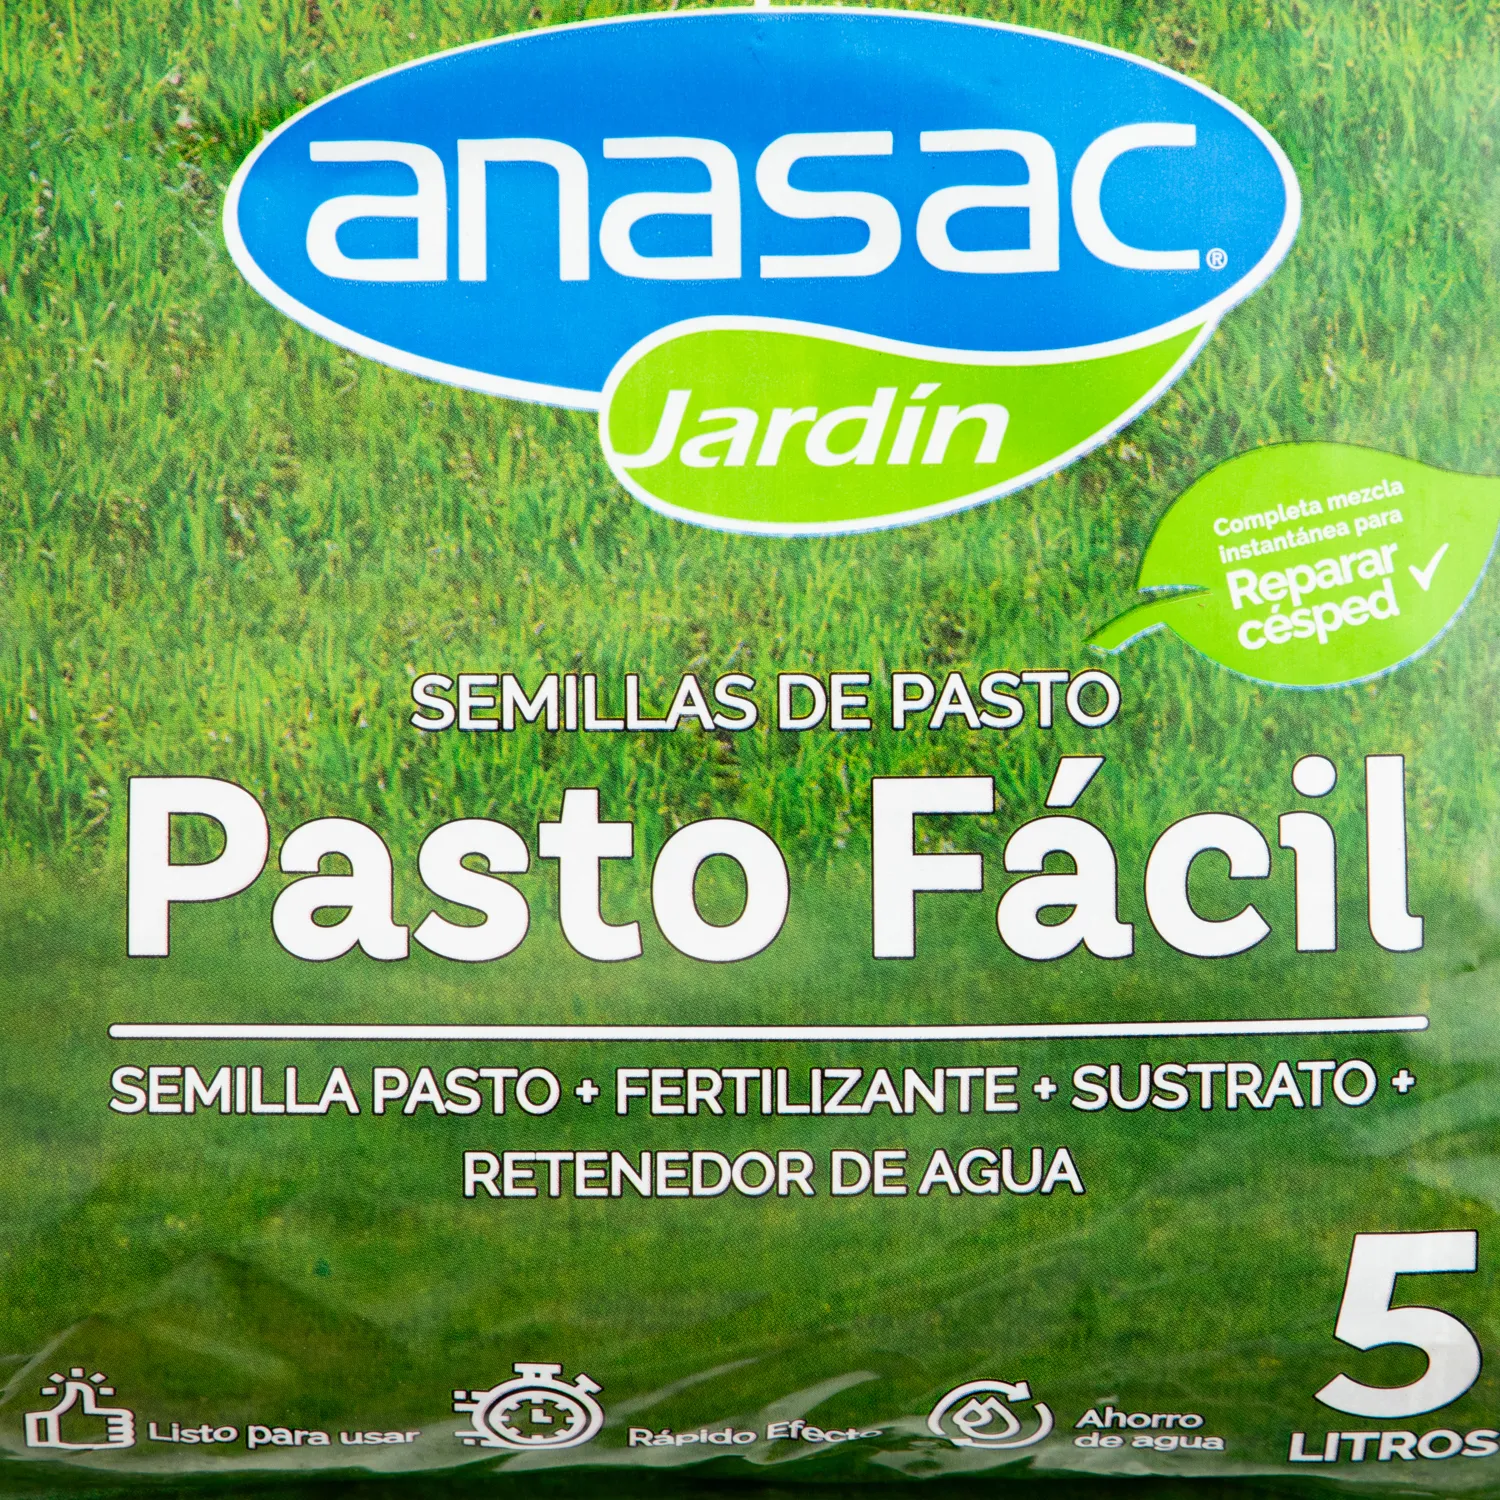 anasac®
Jardín
Completa mezcla
instantánea para
Reparar
césped
SEMILLAS DE PASTO
Pasto Fácil
SEMILLA PASTO + FERTILIZANTE + SUSTRATO +
RETENEDOR DE AGUA
5
LITROS
Listo para usar
Rápido Efecto
Ahorro
de agua